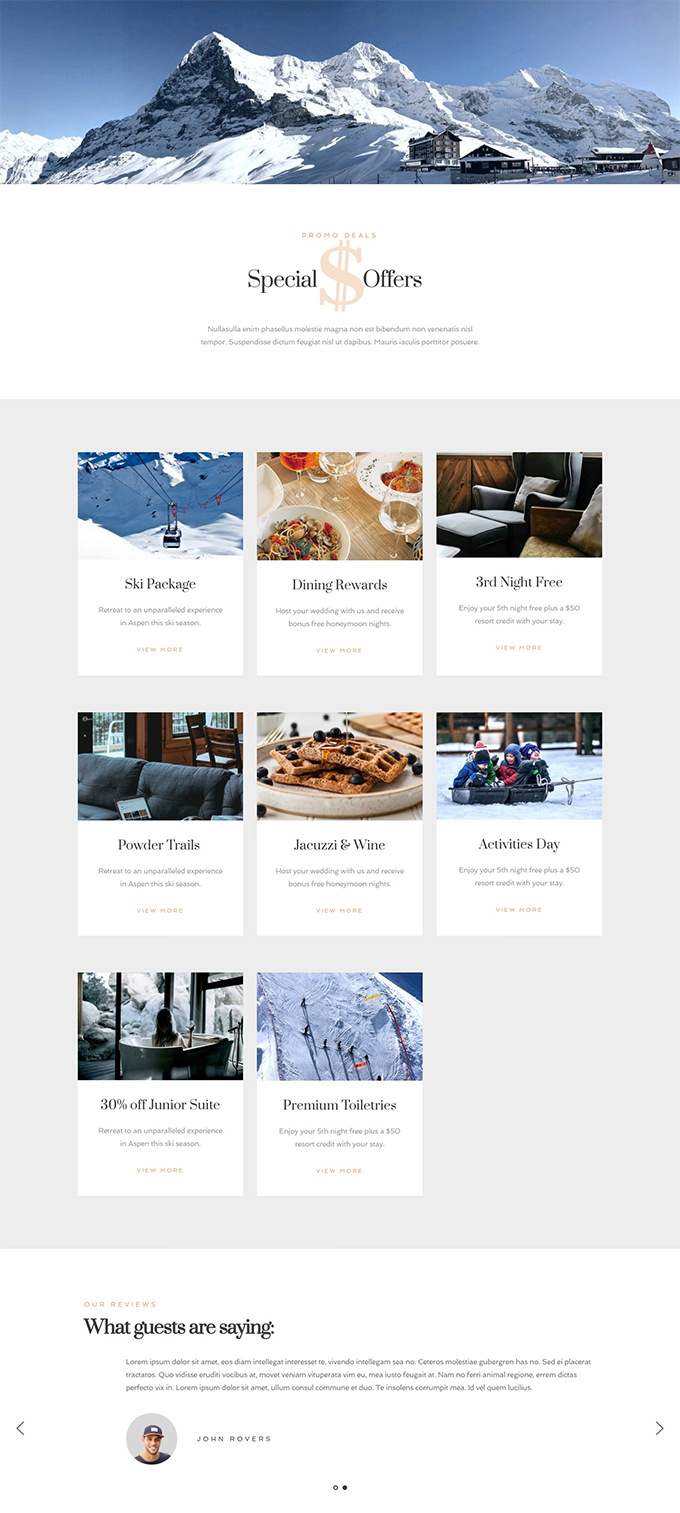 PROMO DEALS
Special $ Offers
Nullasulla enim phasellus molestie magna non est bibendum non venenatis nisl
tempor. Suspendisse dictum feugiat nisl ut dapibus. Mauris iaculis porttitor posuere.
Ski Package
Retreat to an unparalleled experience
in Aspen this ski season.
VIEW MORE
Dining Rewards
Host your wedding with us and receive
bonus free honeymoon nights.
VIEW MORE
3rd Night Free
Enjoy your 5th night free plus a $50
resort credit with your stay.
VIEW MORE
Powder Trails
Retreat to an unparalleled experience
in Aspen this ski season.
VIEW MORE
Jacuzzi & Wine
Host your wedding with us and receive
bonus free honeymoon nights.
VIEW MORE
Activities Day
Enjoy your 5th night free plus a $50
resort credit with your stay.
VIEW MORE
30% off Junior Suite
Retreat to an unparalleled experience
in Aspen this ski season.
VIEW MORE
Premium Toiletries
Enjoy your 5th night free plus a $50
resort credit with your stay.
VIEW MORE
OUR REVIEWS
What guests are saying:
Lorem ipsum dolor sit amet, eos diam intellegat interesset te, vivendo intellegam sea no. Ceteros molestiae gubergren has no. Sed ei placerat
tractatos. Quo vidisse eruditi vocibus at, movet veniam vituperata vim eu, mea iusto feugait at. Nam no ferri animal regione, errem dictas
perfecto vix in. Lorem ipsum dolor sit amet, ullum consul commune et duo. Te insolens corrumpit mea. Id vel quem lucilius.
JOHN ROVERS